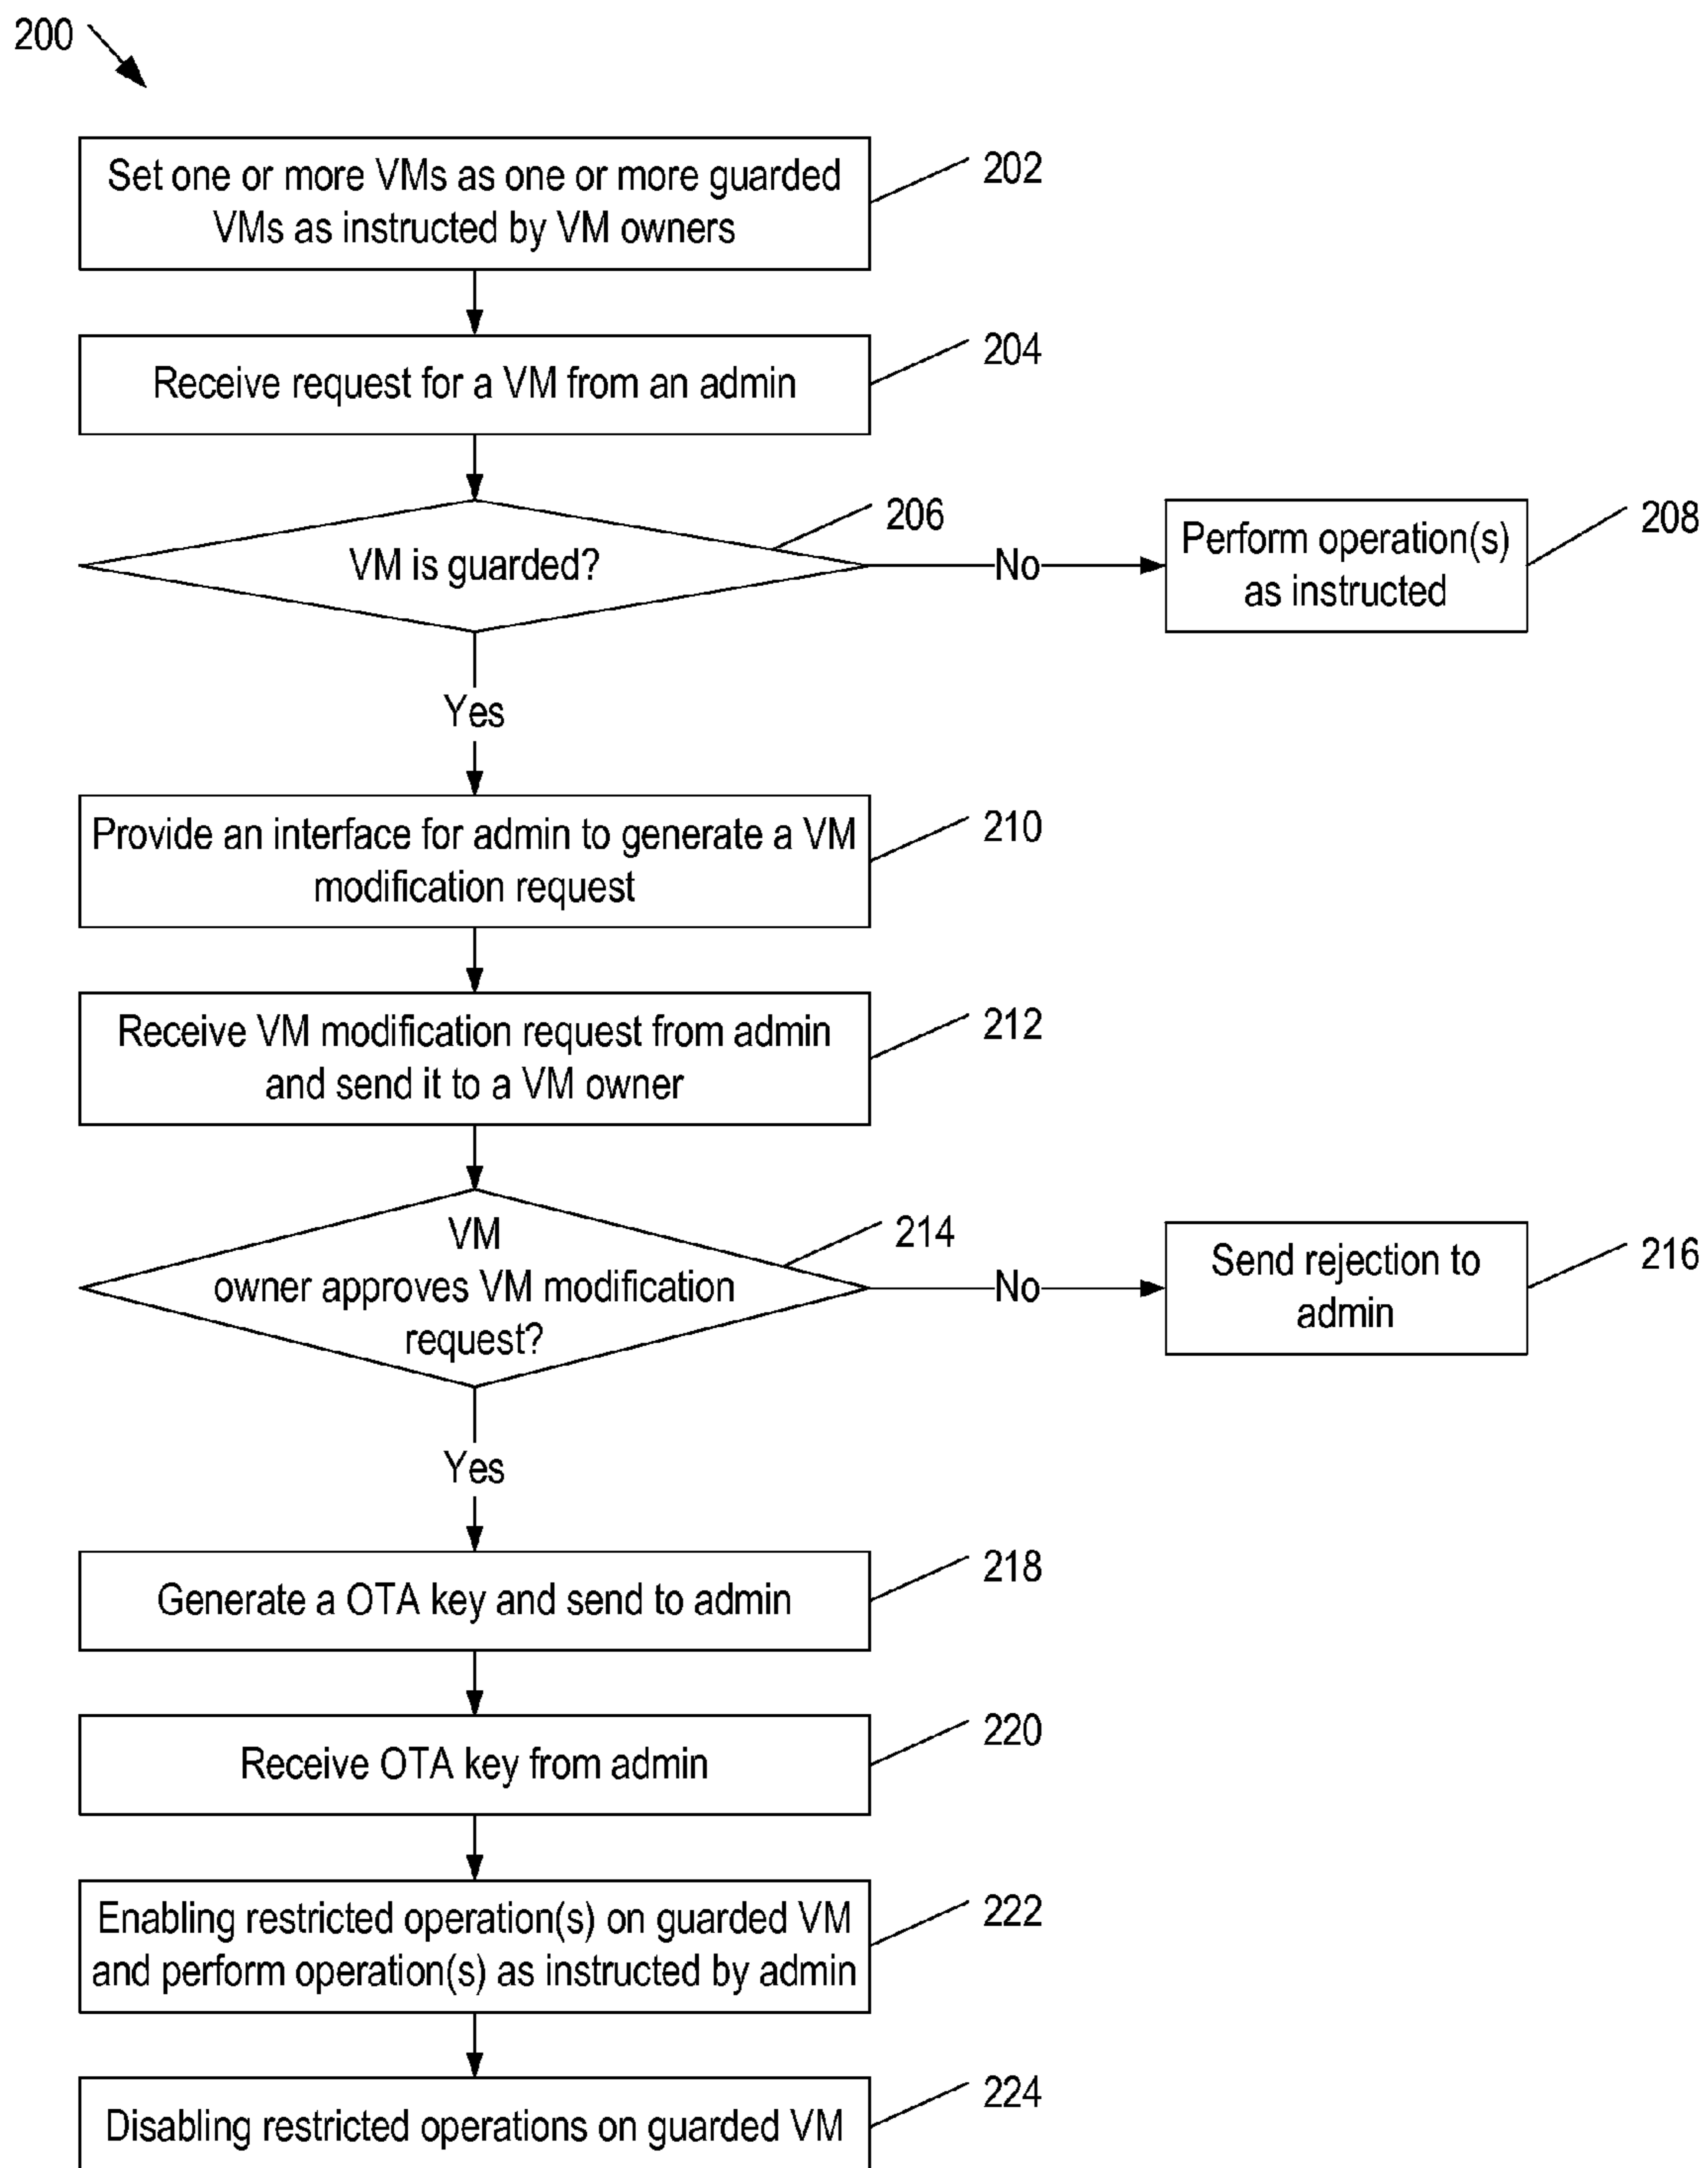 200
Set one or more VMs as one or more guarded
VMs as instructed by VM owners
202
Receive request for a VM from an admin
204
VM is guarded?
206
No
Perform operation(s)
as instructed
208
Yes
Provide an interface for admin to generate a VM
modification request
210
Receive VM modification request from admin
and send it to a VM owner
212
VM
owner approves VM modification
request?
214
No
Send rejection to
admin
216
Yes
Generate a OTA key and send to admin
218
Receive OTA key from admin
220
Enabling restricted operation(s) on guarded VM
and perform operation(s) as instructed by admin
222
Disabling restricted operations on guarded VM
224